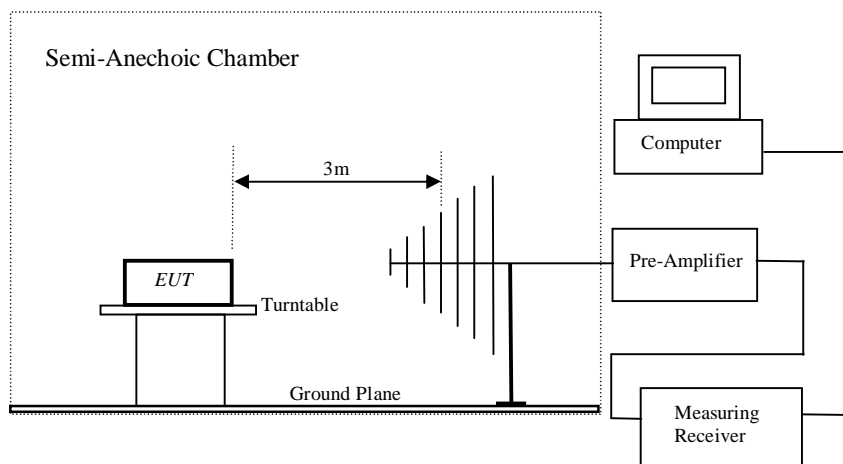 Semi-Anechoic Chamber
Computer
3m
Pre-Amplifier
EUT
Turntable
Ground Plane
Measuring
Receiver